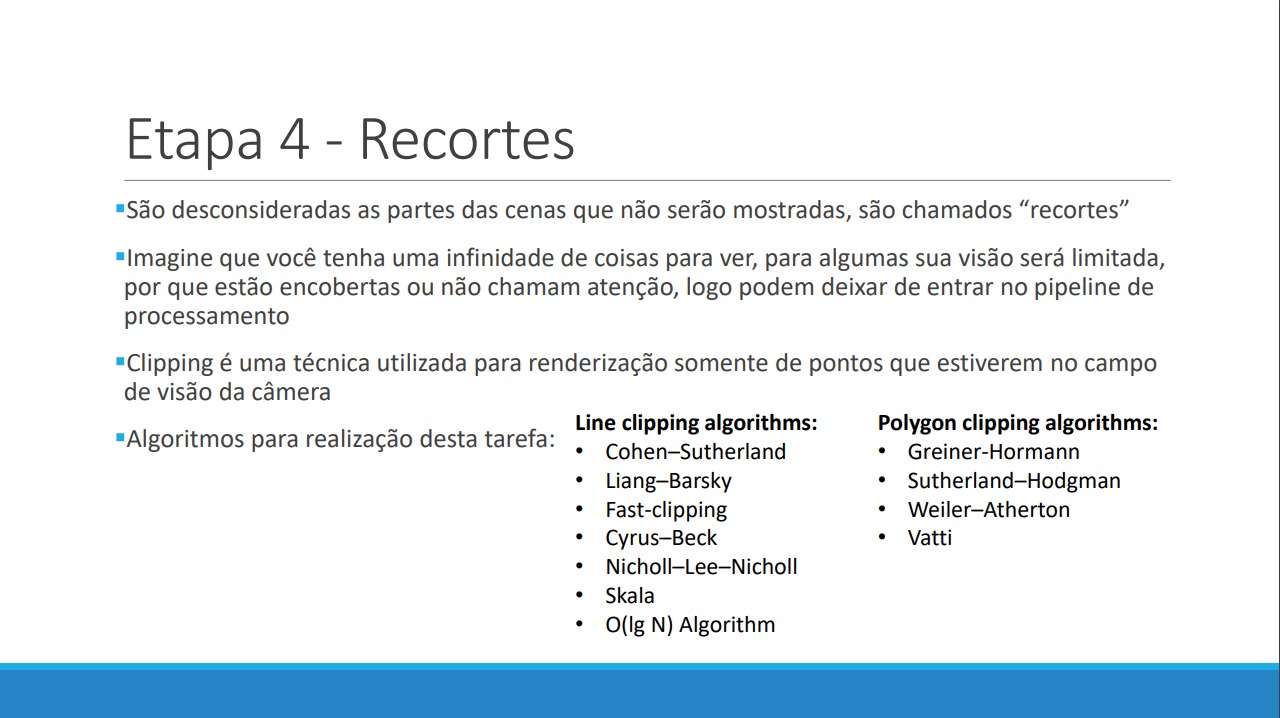 Etapa 4 - Recortes
▪São desconsideradas as partes das cenas que não serão mostradas, são chamados “recortes”
▪Imagine que você tenha uma infinidade de coisas para ver, para algumas sua visão será limitada,
por que estão encobertas ou não chamam atenção, logo podem deixar de entrar no pipeline de
processamento
▪Clipping é uma técnica utilizada para renderização somente de pontos que estiverem no campo
de visão da câmera
▪Algoritmos para realização desta tarefa:
Line clipping algorithms:
• Cohen–Sutherland
• Liang–Barsky
• Fast-clipping
• Cyrus–Beck
• Nicholl–Lee–Nicholl
• Skala
• O(lg N) Algorithm
Polygon clipping algorithms:
• Greiner-Hormann
• Sutherland–Hodgman
• Weiler–Atherton
• Vatti